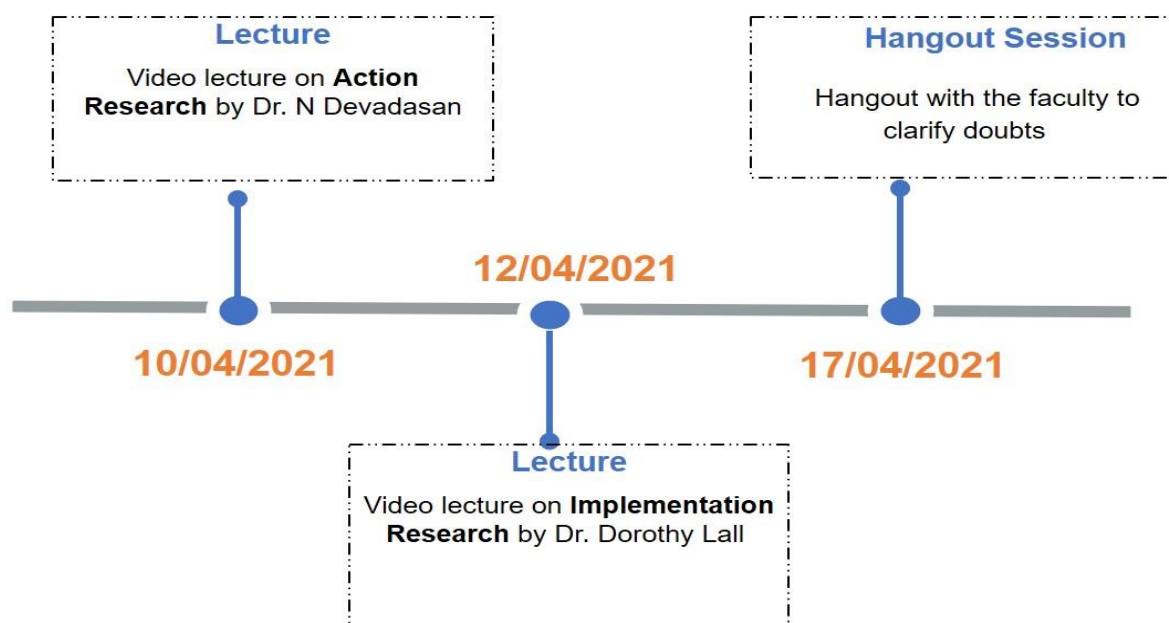 Lecture
Video lecture on Action
Research by Dr. N Devadasan
Hangout Session
Hangout with the faculty to
clarify doubts
12/04/2021
10/04/2021
17/04/2021
Lecture
Video lecture on Implementation
Research by Dr. Dorothy Lall